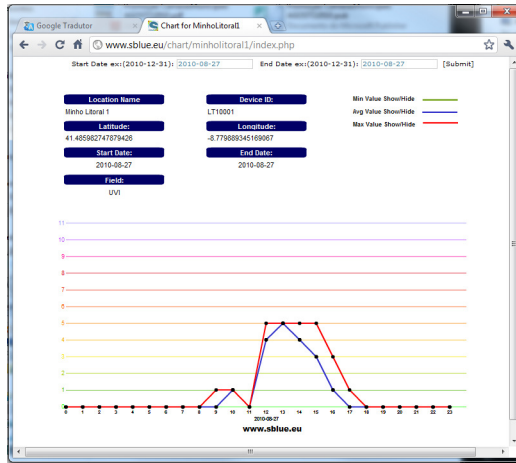 Google Tradutor
Chart for MinhoLitoral1
www.sblue.eu/chart/minholitoral1/index.php
Start Date ex:(2010-12-31): 2010-08-27 End Date ex:(2010-12-31): 2010-08-27 [Submit]
Location Name Device ID: Min Value Show/Hide
Minho Litoral 1 LT10001 Avg Value Show/Hide
Latitude: Longitude: Max Value Show/Hide
41.485982747879426 -8.779889345169067
Start Date: End Date:
2010-08-27 2010-08-27
Field:
UVI
11
10
9
8
7
6
5
4
3
2
1
0 1 2 3 4 5 6 7 8 9 10 11 12 13 14 15 16 17 18 19 20 21 22 23
2010-08-27
www.sblue.eu